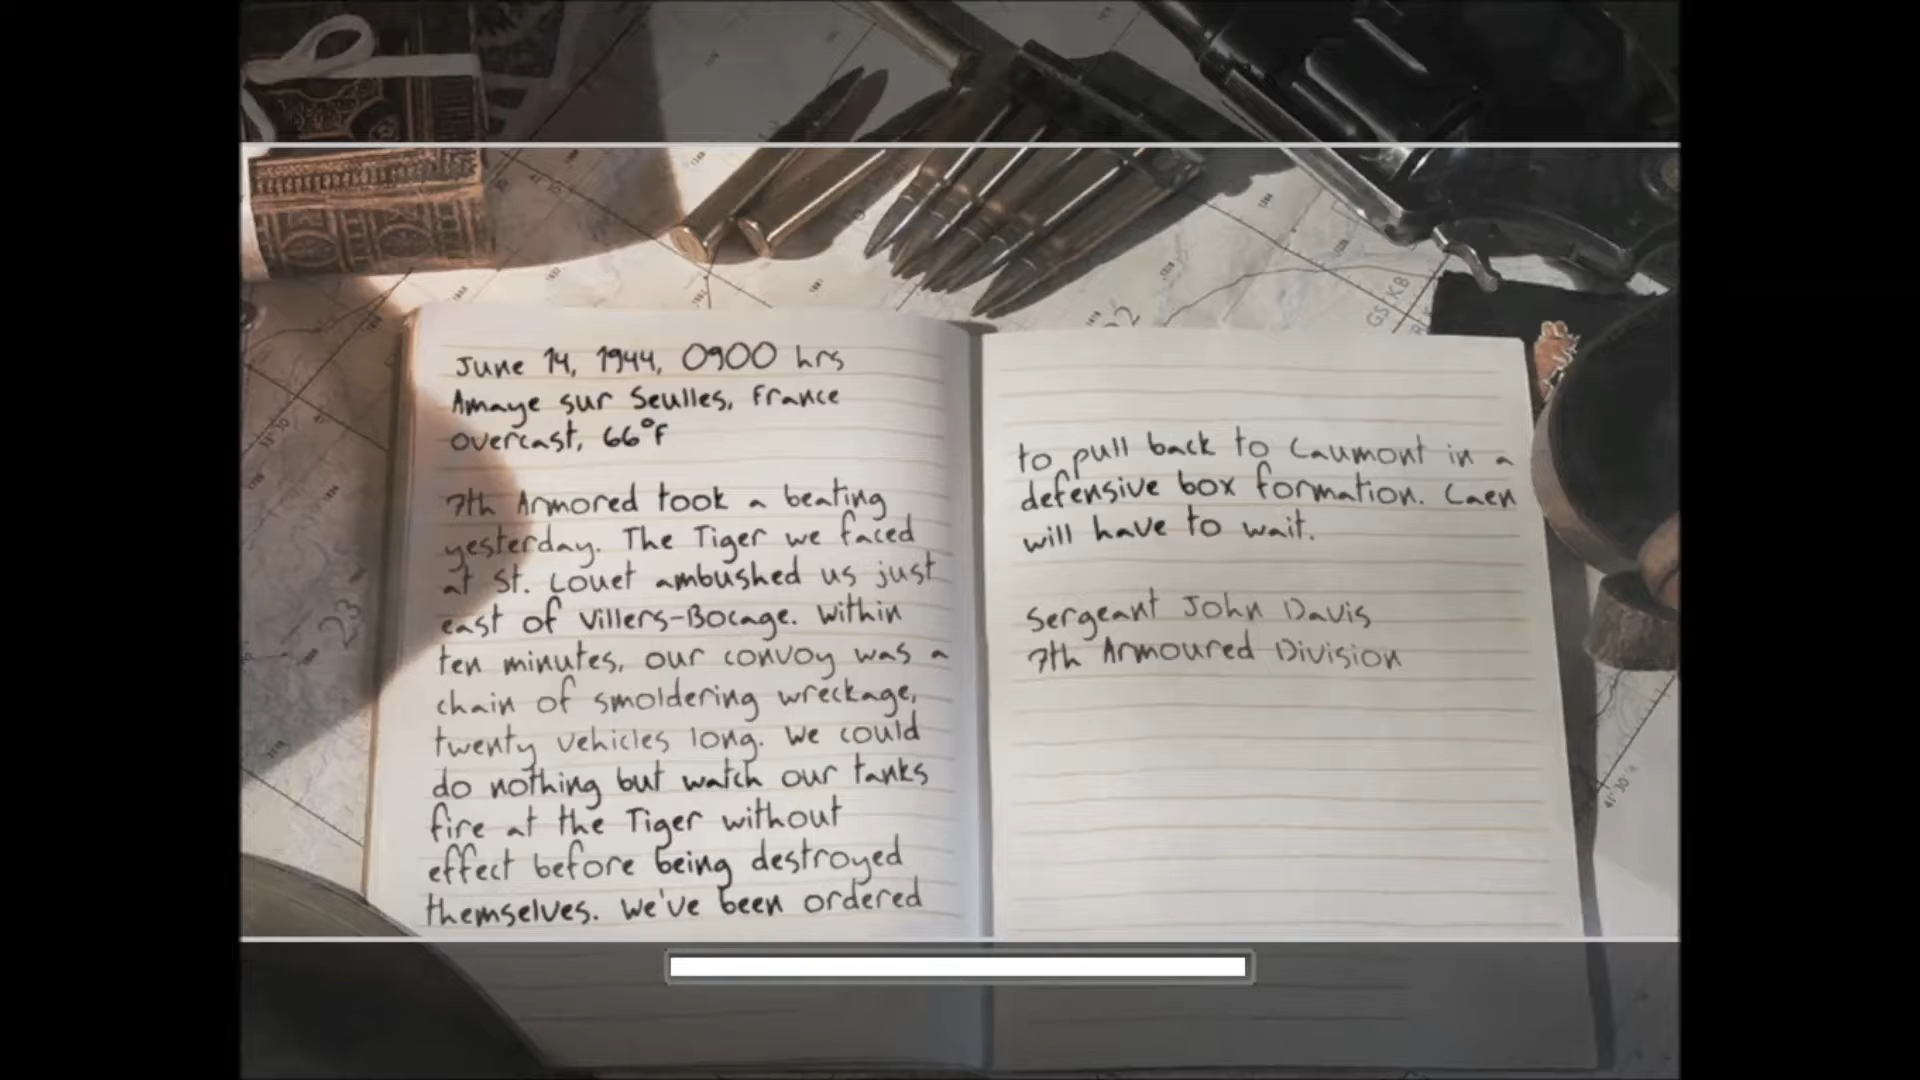 June 14, 1944, 0900 hrs
Amaye sur Seulles, France
overcast, 66°F
7th Armored took a beating
yesterday. The Tiger we faced
at St. Louet ambushed us just
east of Villers-Bocage. Within
ten minutes, our convoy was a
chain of smoldering wreckage,
twenty vehicles long. We could
do nothing but watch our tanks
fire at the Tiger without
effect before being destroyed
themselves. We've been ordered
to pull back to Caumont in a
defensive box formation. Caen
will have to wait.
Sergeant John Davis
7th Armoured Division
GSKB
23